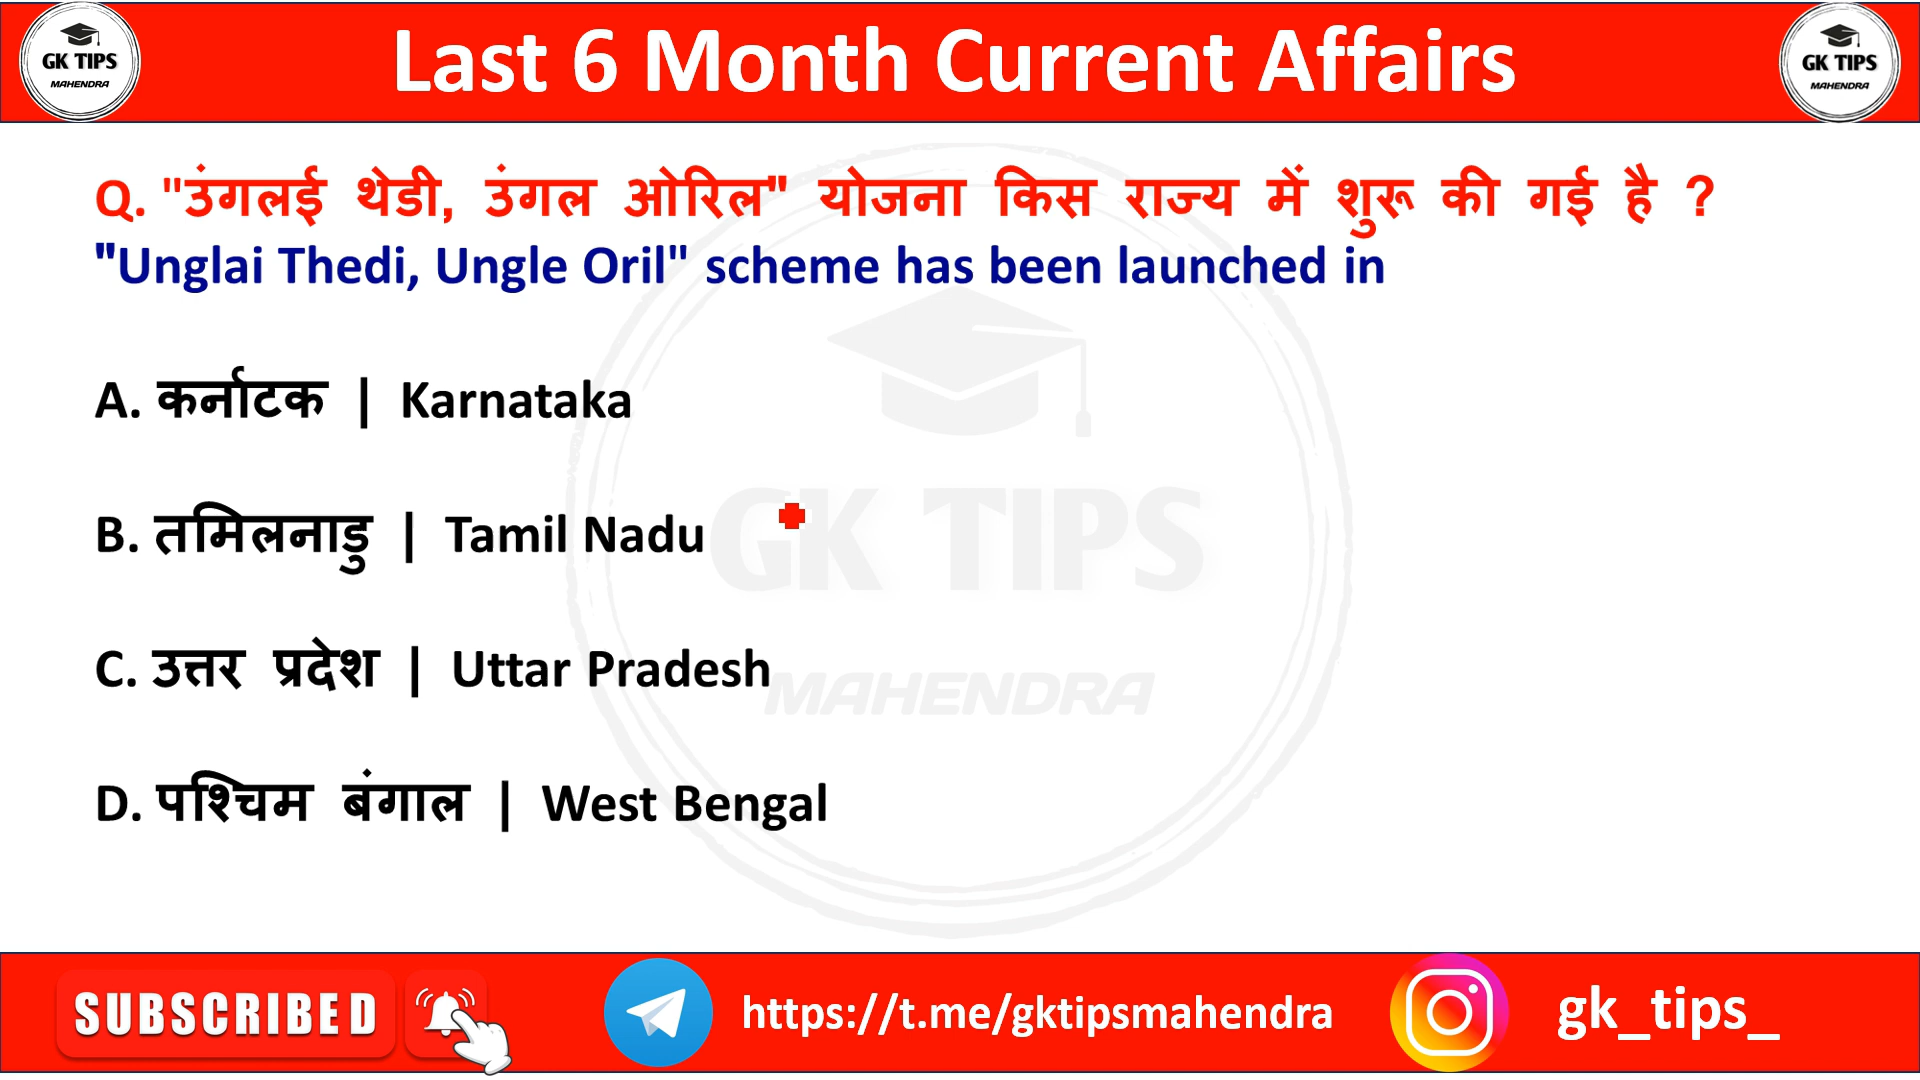 GK TIPS
MAHENDRA
Last 6 Month Current Affairs
GK TIPS
MAHENDRA
Q. "उंगलई थेडी, उंगल ओरिल" योजना किस राज्य में शुरू की गई है ?
"Unglai Thedi, Ungle Oril" scheme has been launched in
A. कर्नाटक | Karnataka
B. तमिलनाडु | Tamil Nadu
GK TIPS
C. उत्तर प्रदेश | Uttar Pradesh
MAHENDRA
D. पश्चिम बंगाल | West Bengal
SUBSCRIBED
https://t.me/gktipsmahendra
gk_tips_